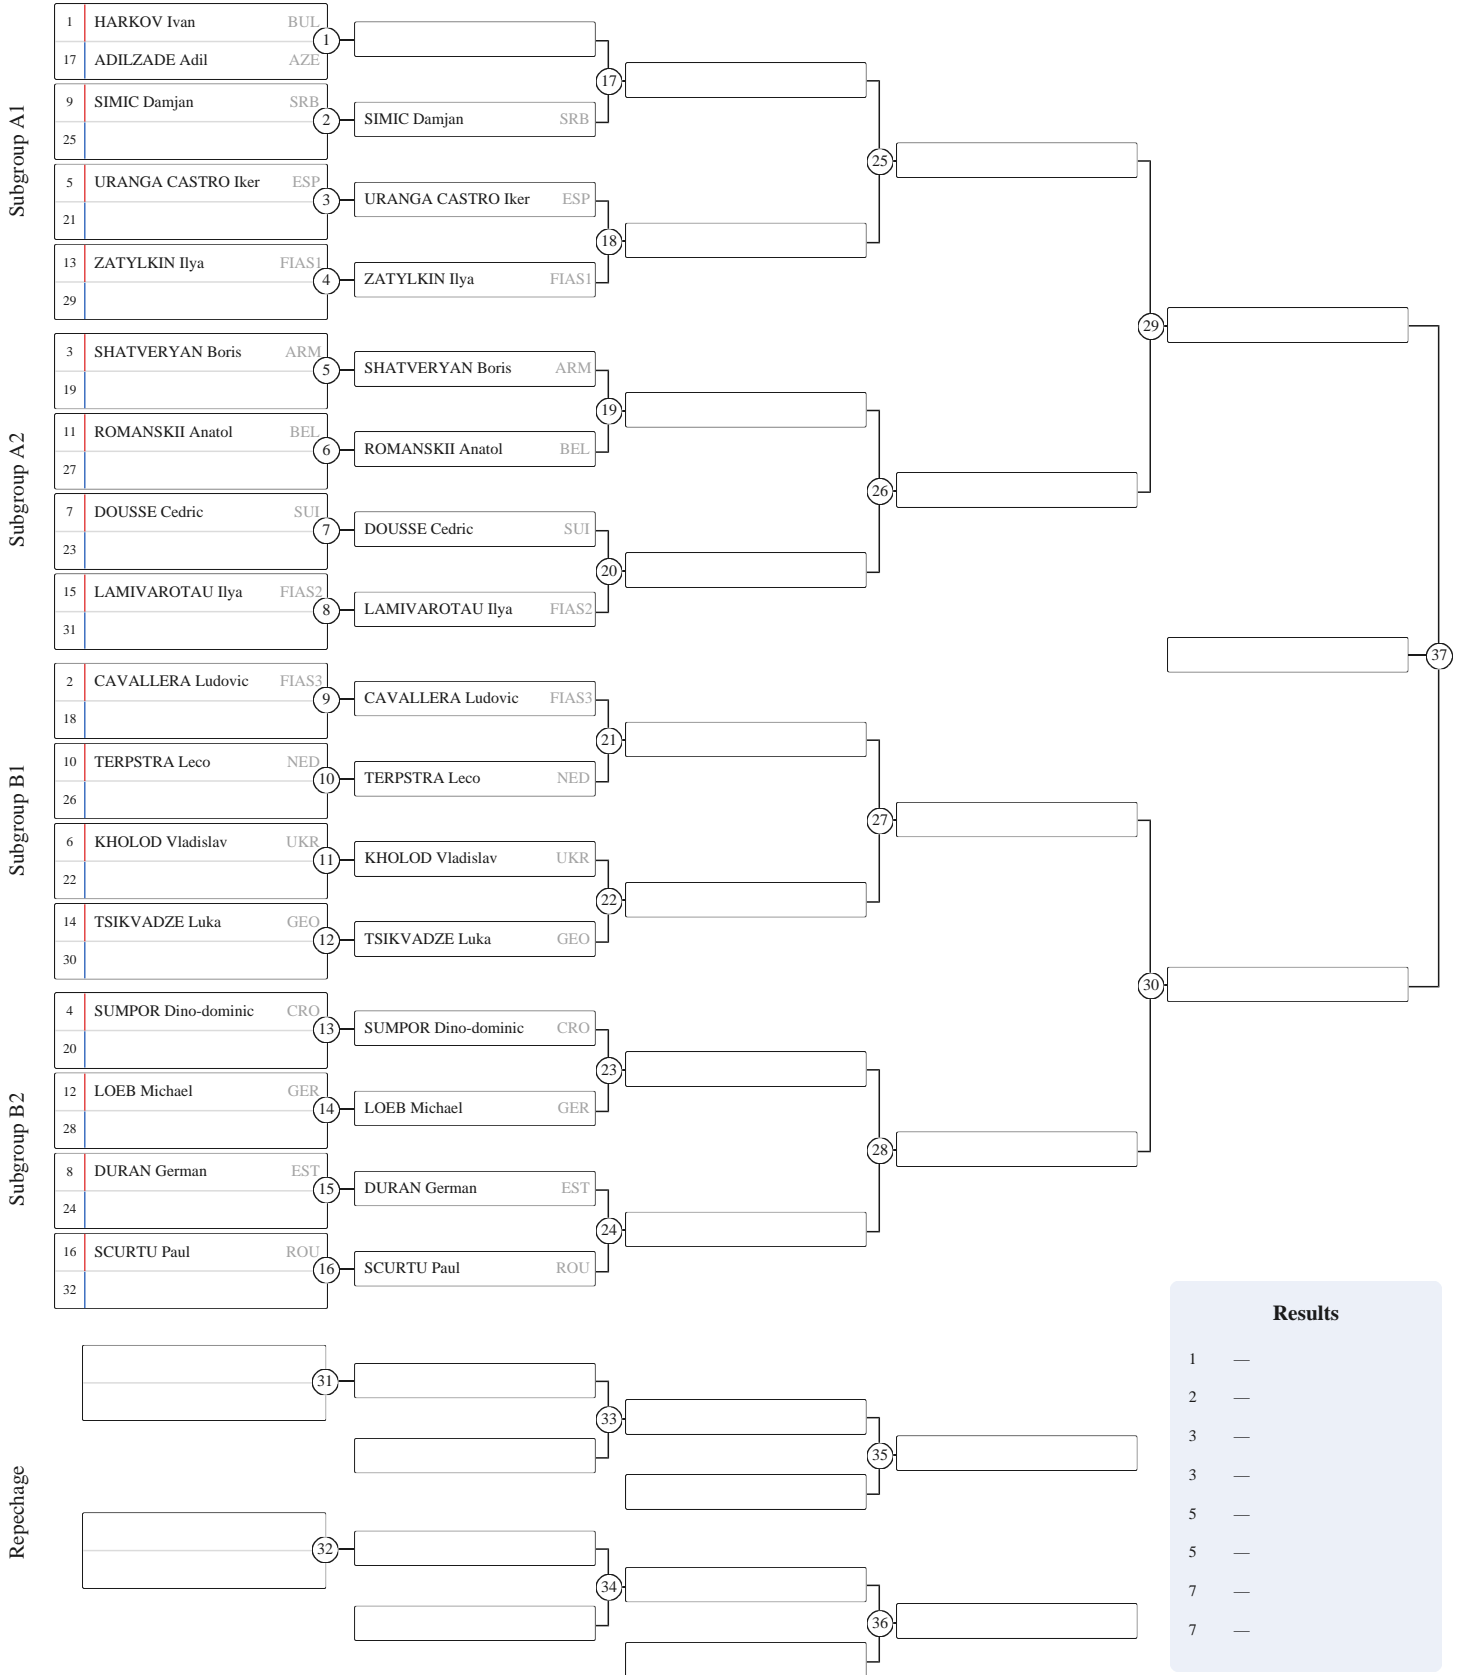 Subgroup A1
1 HARKOV Ivan BUL
17 ADILZADE Adil AZE
1
9 SIMIC Damjan SRB
25
2
SIMIC Damjan SRB
17
5 URANGA CASTRO Iker ESP
21
3
URANGA CASTRO Iker ESP
13 ZATYLKIN Ilya FIAS1
29
4
ZATYLKIN Ilya FIAS1
18
25
Subgroup A2
3 SHATVERYAN Boris ARM
19
5
SHATVERYAN Boris ARM
11 ROMANSKII Anatol BEL
27
6
ROMANSKII Anatol BEL
19
7 DOUSSE Cedric SUI
23
7
DOUSSE Cedric SUI
15 LAMIVAROTAU Ilya FIAS2
31
8
LAMIVAROTAU Ilya FIAS2
20
26
29
Subgroup B1
2 CAVALLERA Ludovic FIAS3
18
9
CAVALLERA Ludovic FIAS3
10 TERPSTRA Leco NED
26
10
TERPSTRA Leco NED
21
6 KHOLOD Vladislav UKR
22
11
KHOLOD Vladislav UKR
14 TSIKVADZE Luka GEO
30
12
TSIKVADZE Luka GEO
22
27
Subgroup B2
4 SUMPOR Dino-dominic CRO
20
13
SUMPOR Dino-dominic CRO
12 LOEB Michael GER
28
14
LOEB Michael GER
23
8 DURAN German EST
24
15
DURAN German EST
16 SCURTU Paul ROU
32
16
SCURTU Paul ROU
24
28
30
37
Repechage
31
33
35
32
34
36
Results
1 —
2 —
3 —
3 —
5 —
5 —
7 —
7 —